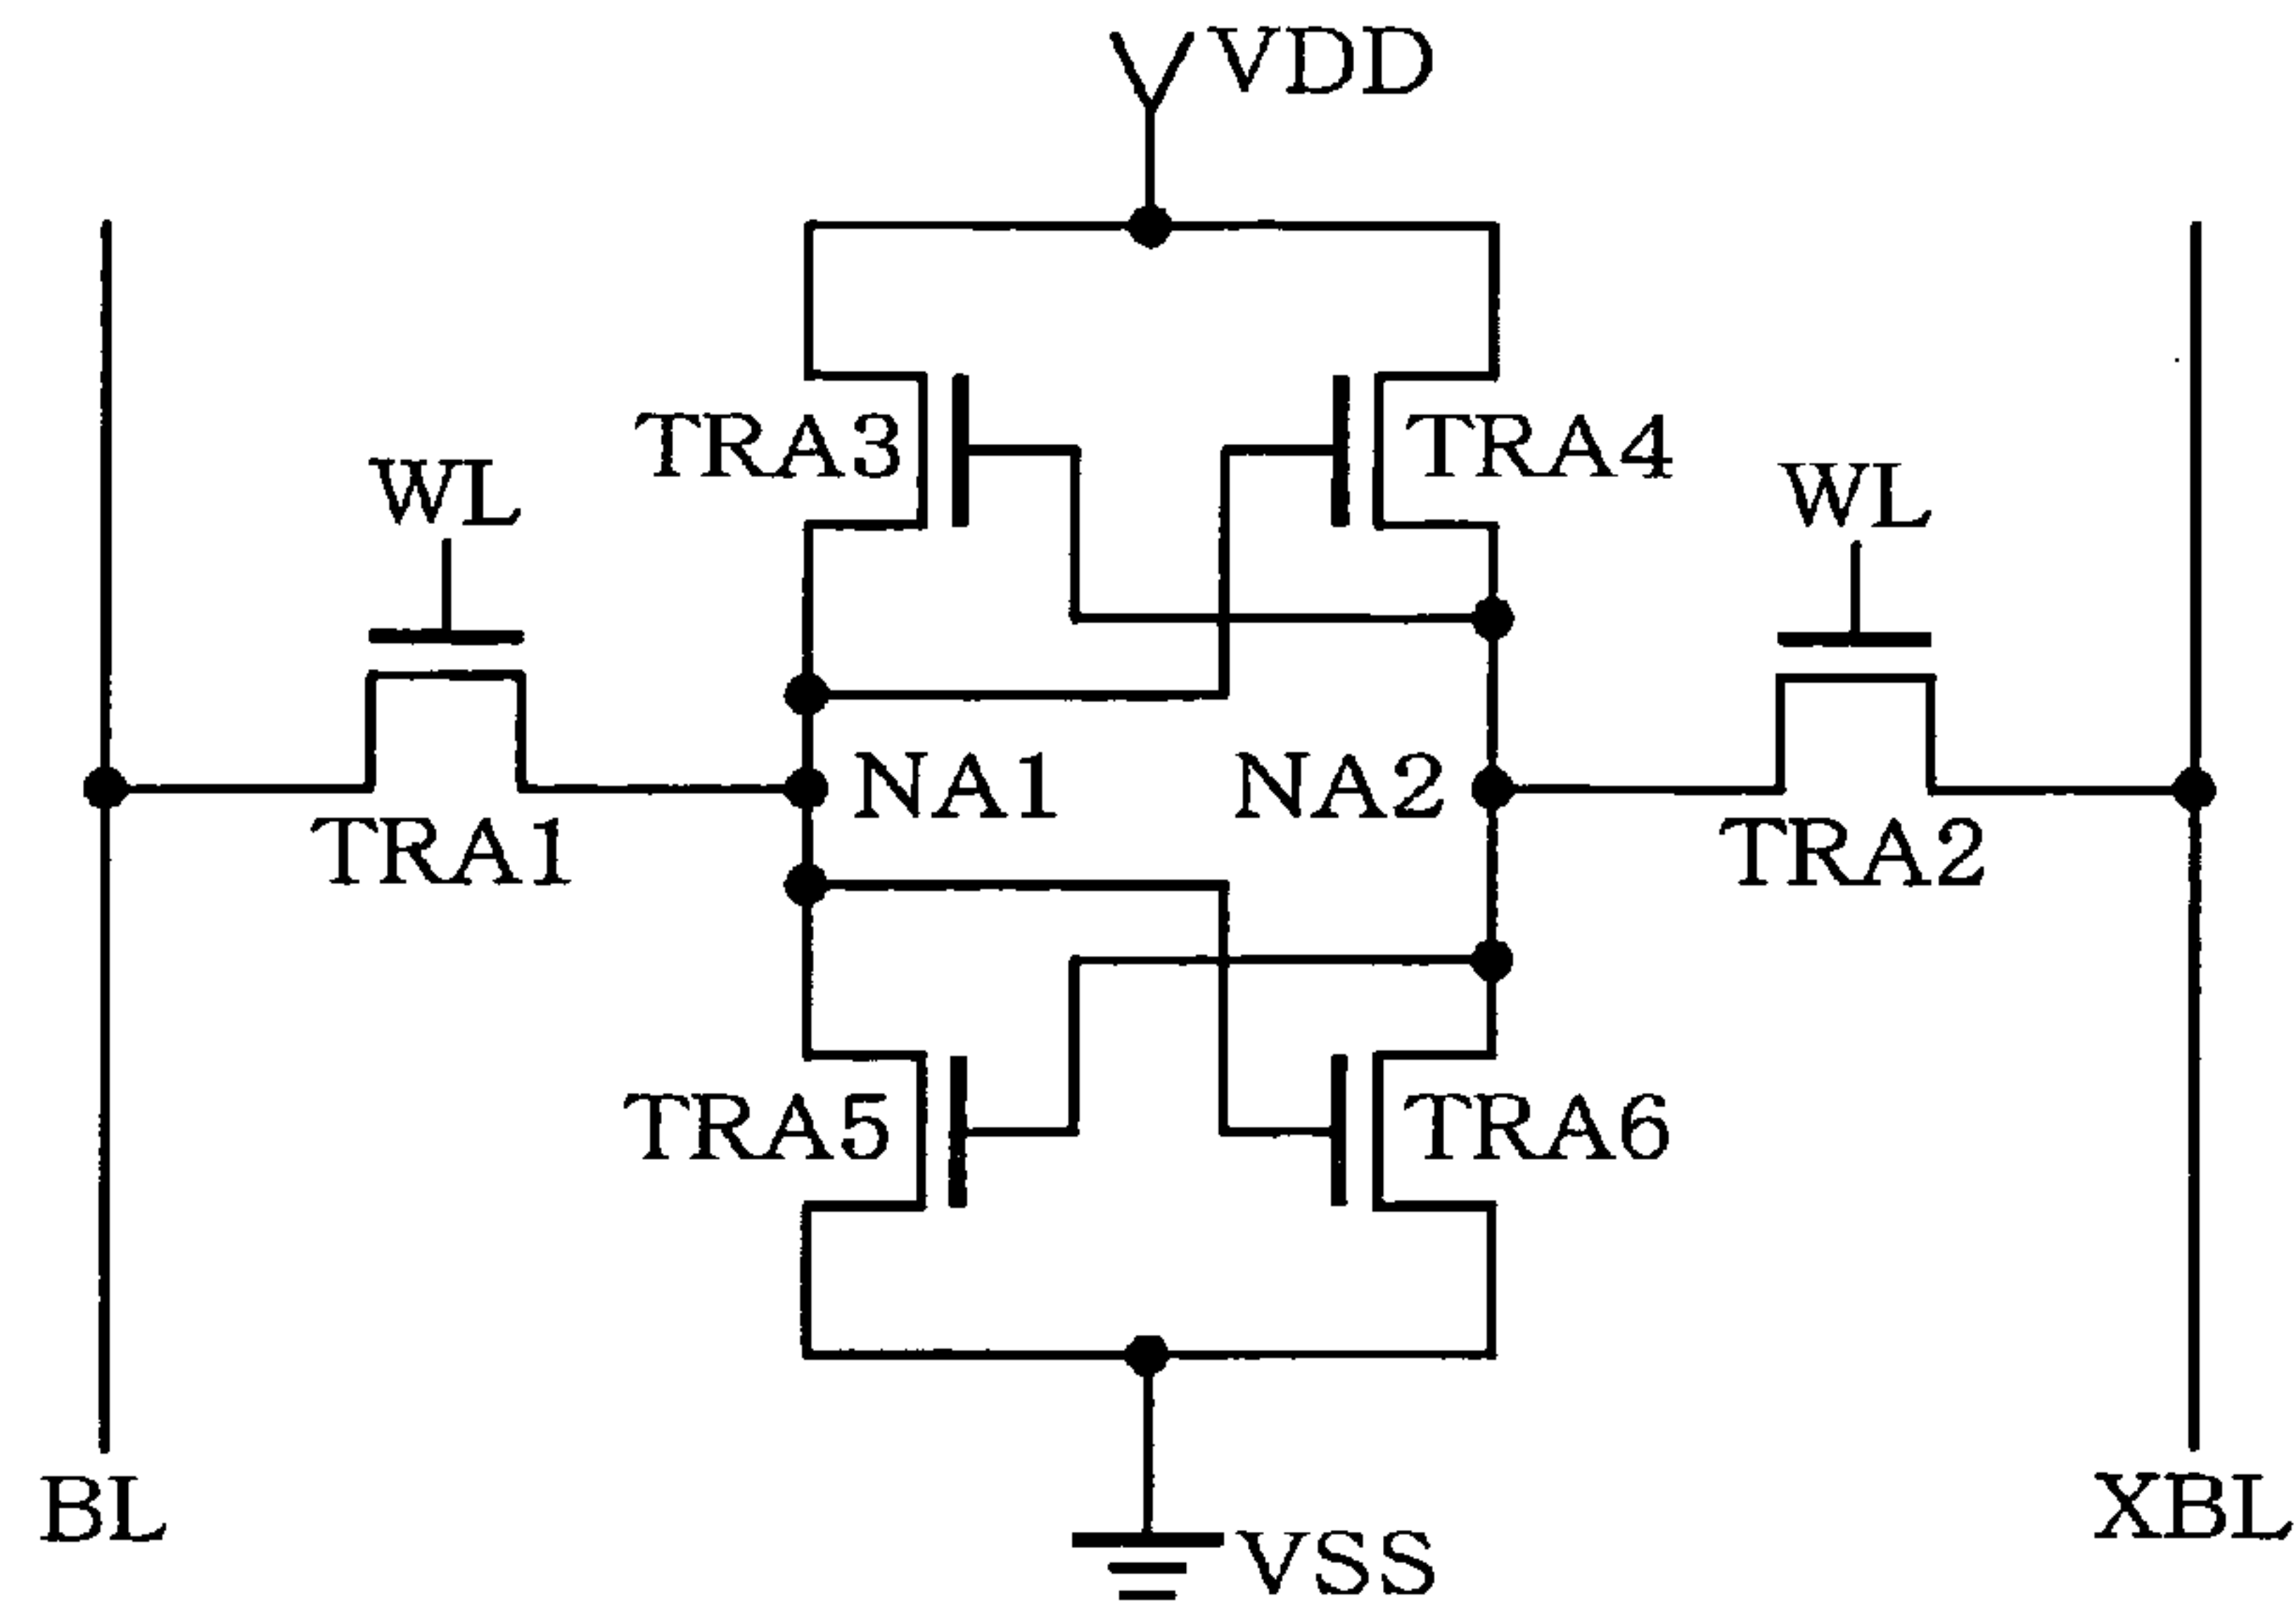 VDD
TRA3
TRA4
WL
WL
NA1
NA2
TRA1
TRA2
TRA5
TRA6
BL
XBL
VSS